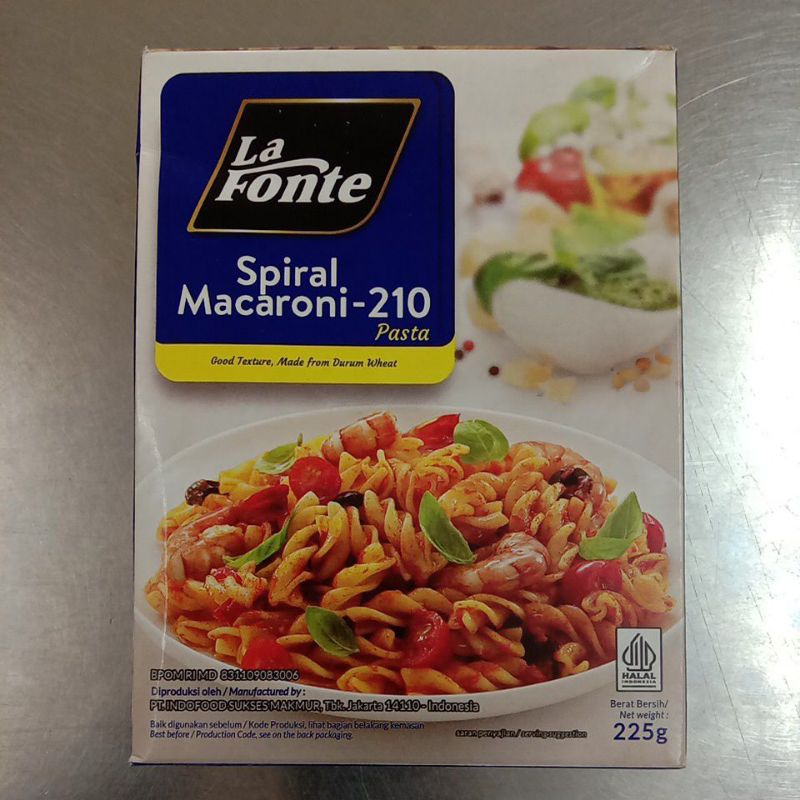 La
Fonte
Spiral
Macaroni-210
Pasta
Good Texture, Made from Durum Wheat
HALAL
INDONESIA
BPOM RI MD 831109083006
Diproduksi oleh / Manufactured by :
PT. INDOFOOD SUKSES MAKMUR, Tbk. Jakarta 14110 - Indonesia
Baik digunakan sebelum / Kode Produksi, lihat bagian belakang kemasan
Best before / Production Code, see on the back packaging.
saran penyajian / serving suggestion
Berat Bersih/
Net weight :
225g